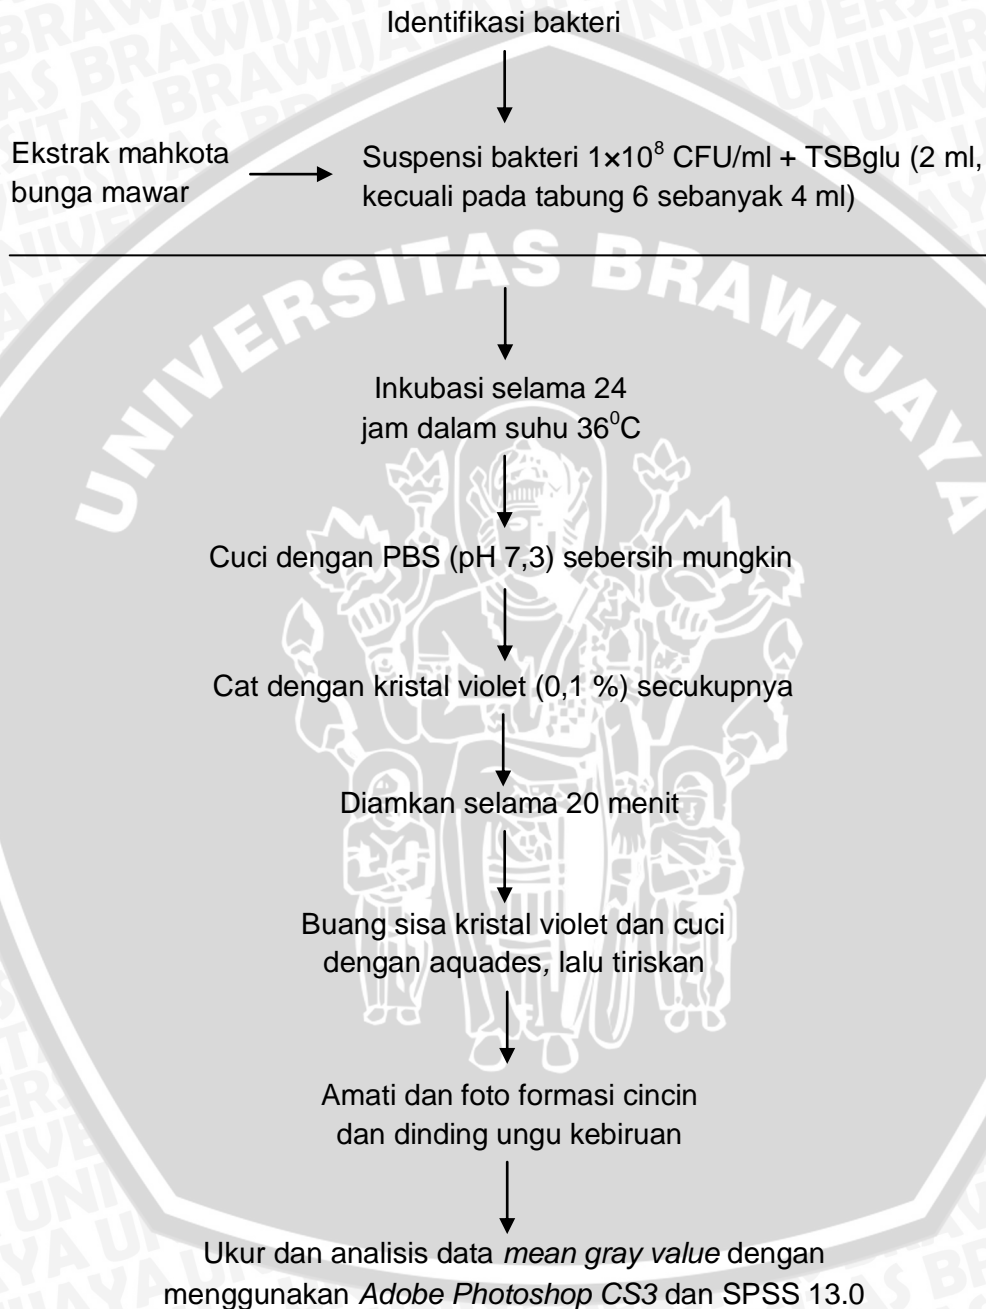 Identifikasi bakteri
Ekstrak mahkota
bunga mawar
Suspensi bakteri 1×10⁸ CFU/ml + TSBglu (2 ml,
kecuali pada tabung 6 sebanyak 4 ml)
UNIVERSITAS BRAWIJAYA
Inkubasi selama 24
jam dalam suhu 36⁰C
Cuci dengan PBS (pH 7,3) sebersih mungkin
Cat dengan kristal violet (0,1 %) secukupnya
Diamkan selama 20 menit
Buang sisa kristal violet dan cuci
dengan aquades, lalu tiriskan
Amati dan foto formasi cincin
dan dinding ungu kebiruan
Ukur dan analisis data mean gray value dengan
menggunakan Adobe Photoshop CS3 dan SPSS 13.0